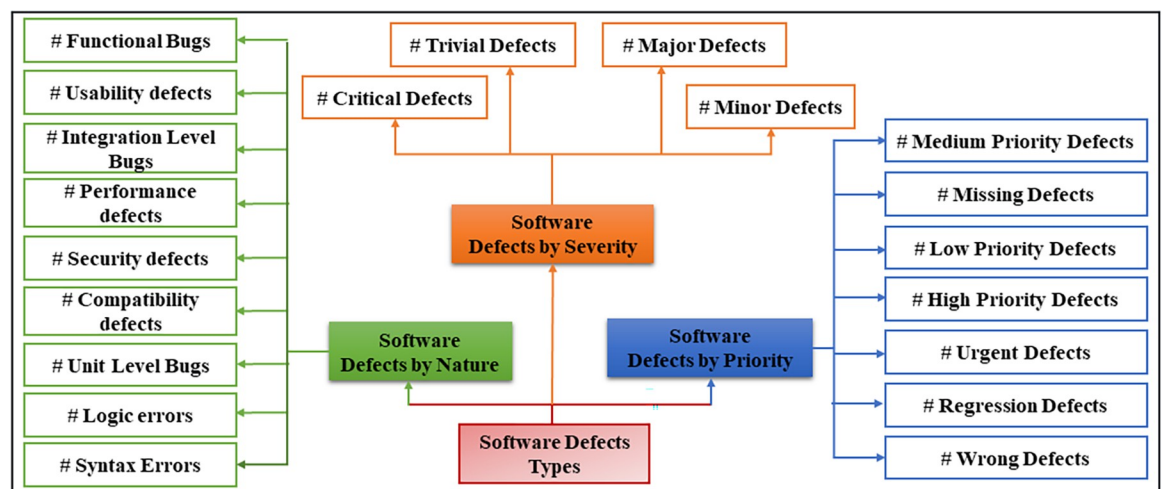 # Functional Bugs
# Usability defects
# Integration Level
Bugs
# Performance
defects
# Security defects
# Compatibility
defects
# Unit Level Bugs
# Logic errors
# Syntax Errors
# Trivial Defects
# Major Defects
# Critical Defects
# Minor Defects
Software
Defects by Severity
Software
Defects by Nature
Software
Defects by Priority
Software Defects
Types
# Medium Priority Defects
# Missing Defects
# Low Priority Defects
# High Priority Defects
# Urgent Defects
# Regression Defects
# Wrong Defects